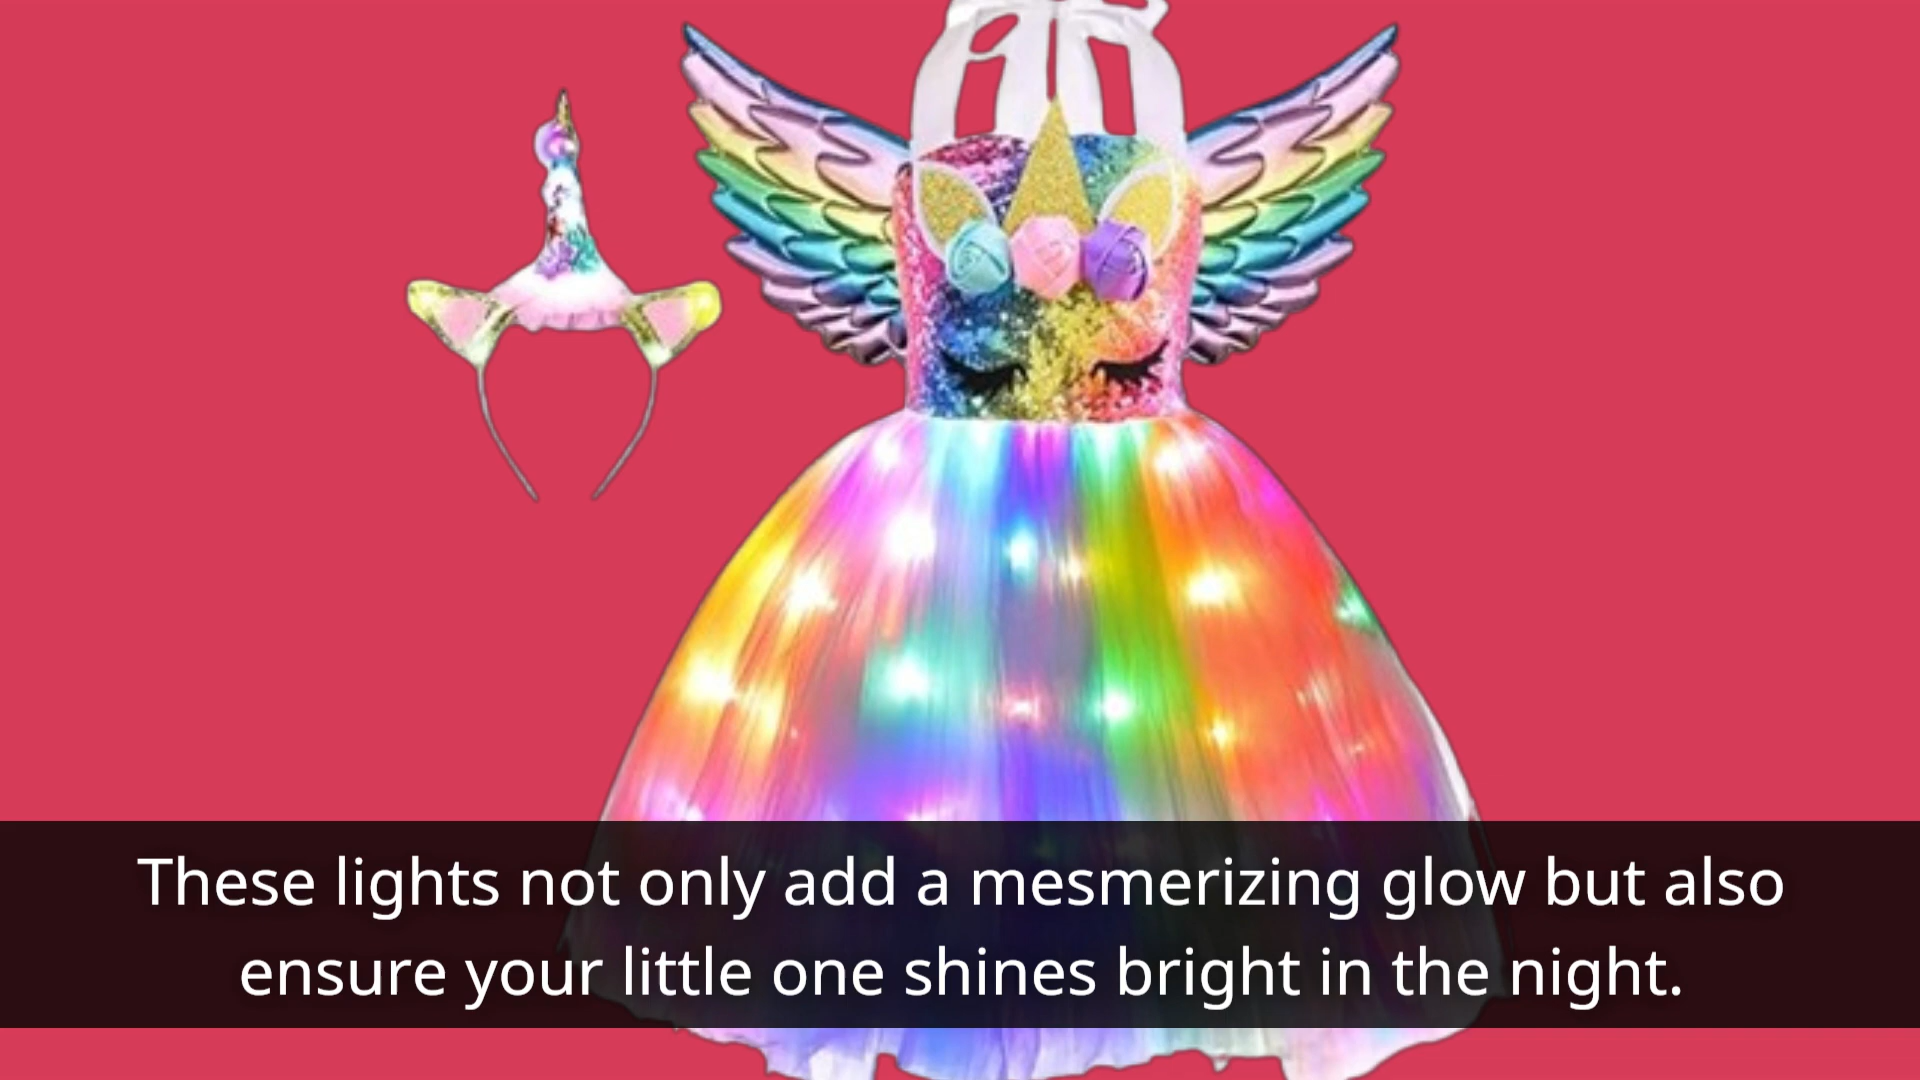 These lights not only add a mesmerizing glow but also
ensure your little one shines bright in the night.